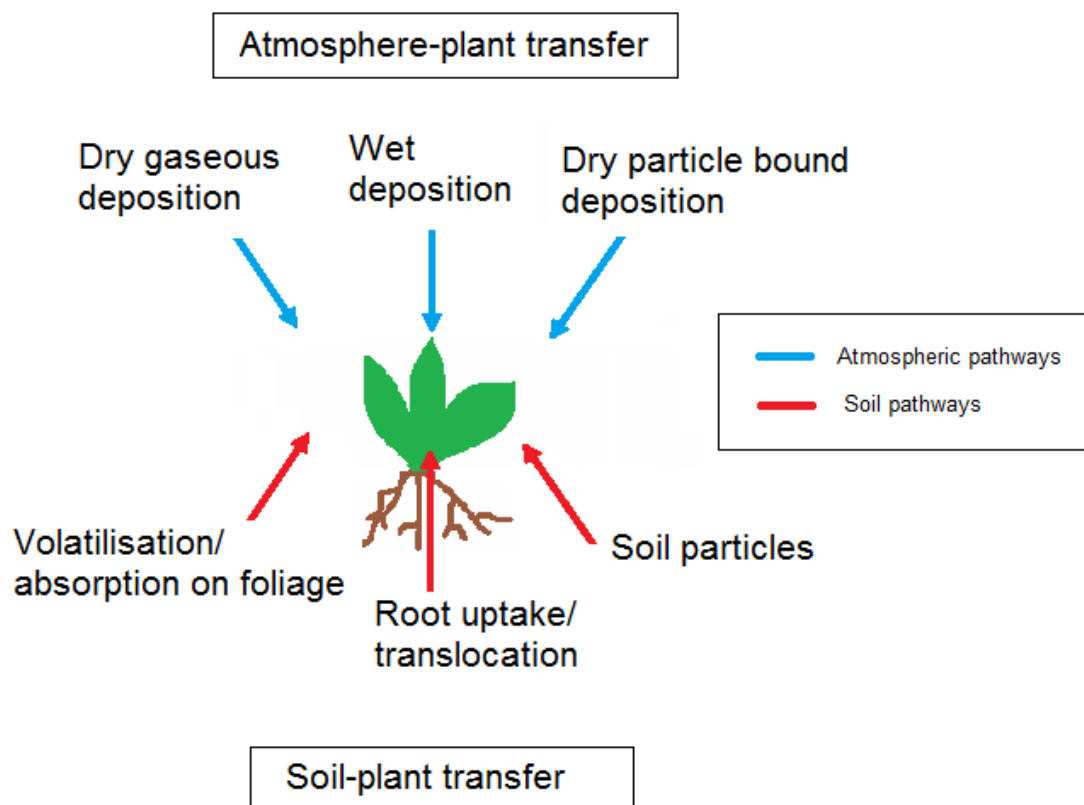 Atmosphere-plant transfer
Dry gaseous
deposition
Wet
deposition
Dry particle bound
deposition
Atmospheric pathways
Soil pathways
Volatilisation/
absorption on foliage
Root uptake/
translocation
Soil particles
Soil-plant transfer